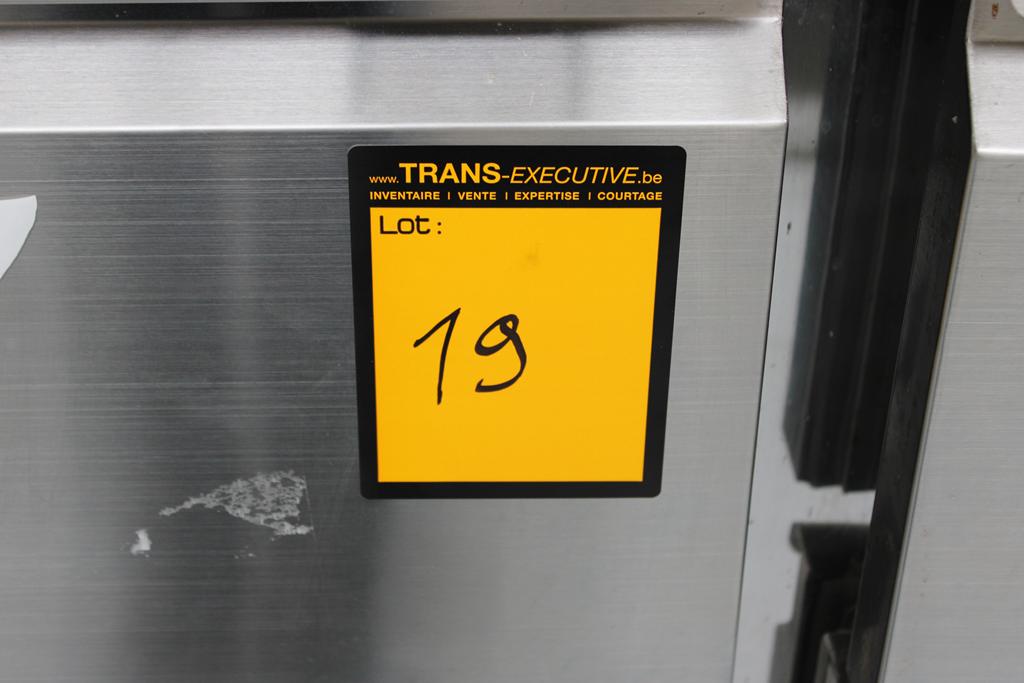 www.TRANS-EXECUTIVE.be
INVENTAIRE | VENTE | EXPERTISE | COURTAGE
Lot :
19